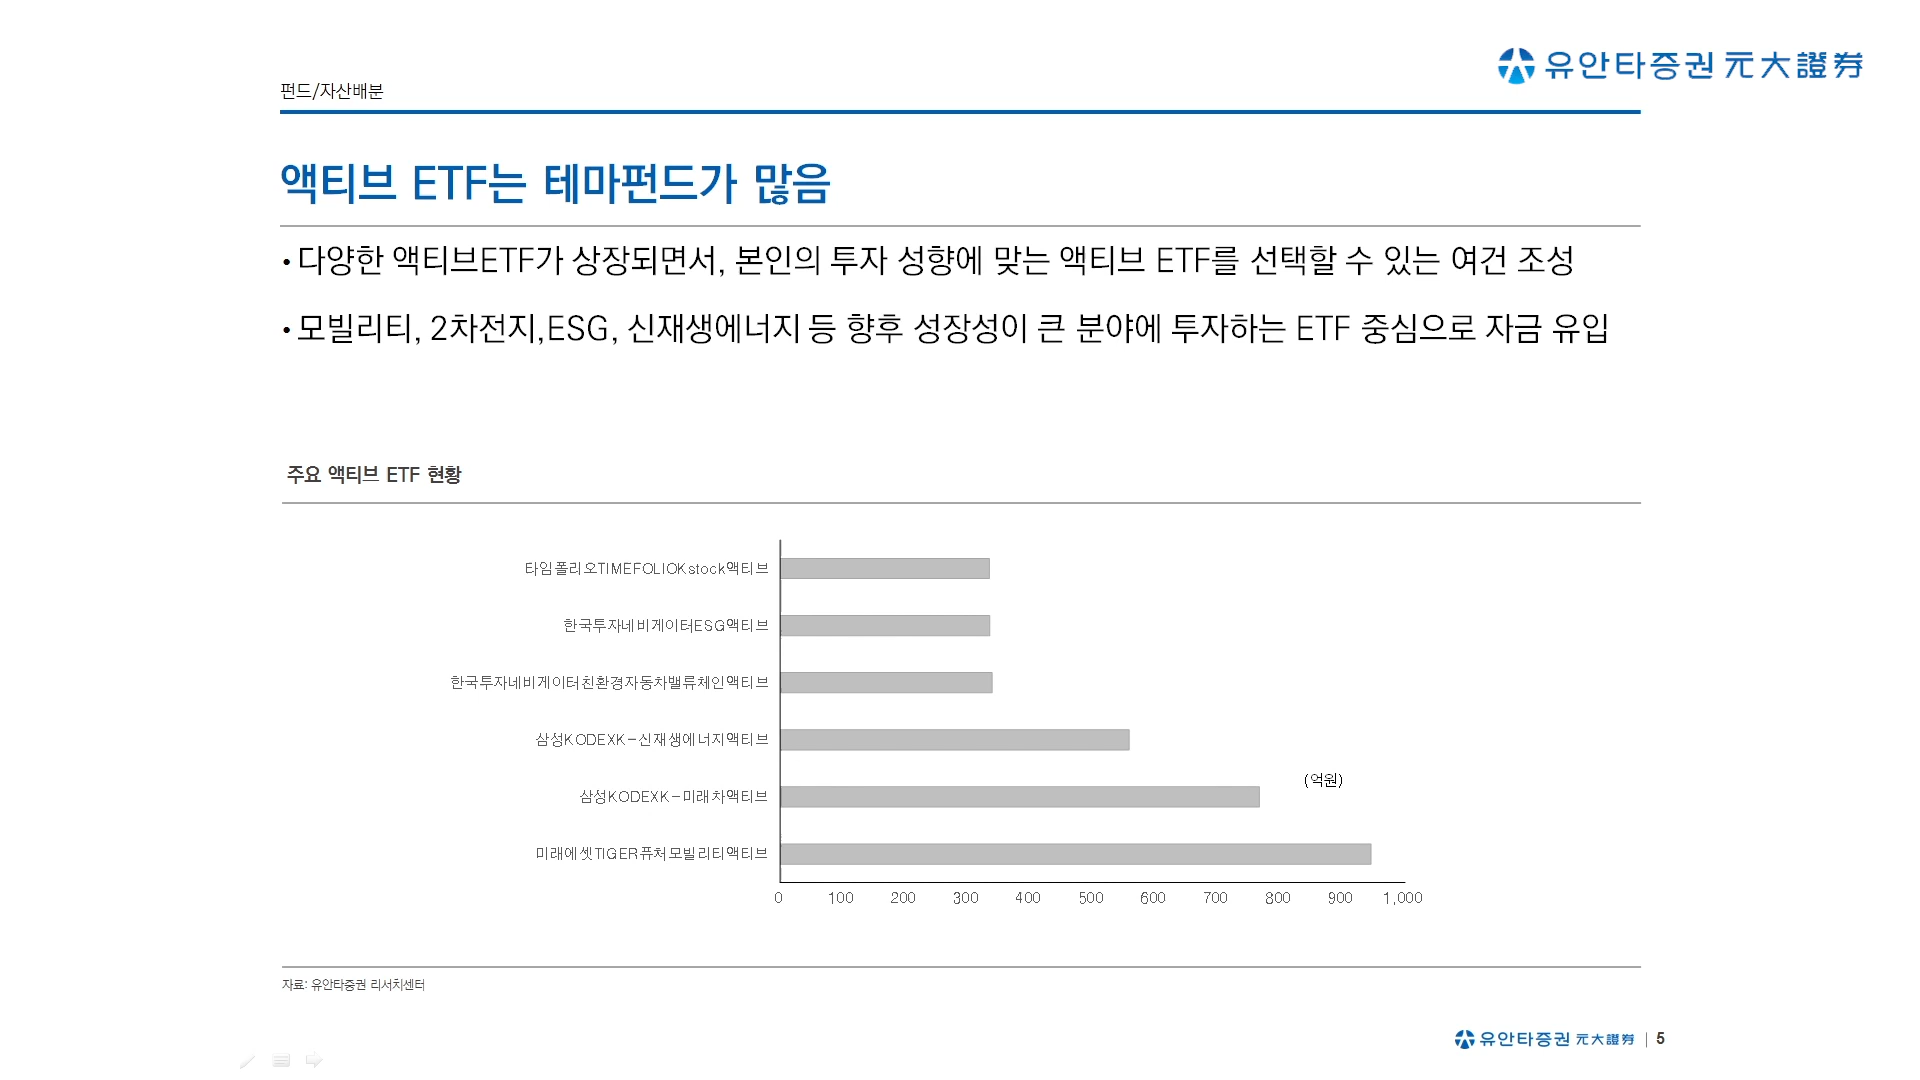 유안타증권 元大證券
펀드/자산배분
액티브 ETF는 테마펀드가 많음
• 다양한 액티브ETF가 상장되면서, 본인의 투자 성향에 맞는 액티브 ETF를 선택할 수 있는 여건 조성
• 모빌리티, 2차전지,ESG, 신재생에너지 등 향후 성장성이 큰 분야에 투자하는 ETF 중심으로 자금 유입
주요 액티브 ETF 현황
타임폴리오TIMEFOLIOKstock액티브
한국투자네비게이터ESG액티브
한국투자네비게이터친환경자동차밸류체인액티브
삼성KODEXK-신재생에너지액티브
(억원)
삼성KODEXK-미래차액티브
미래에셋TIGER퓨처모빌리티액티브
0 100 200 300 400 500 600 700 800 900 1,000
자료: 유안타증권 리서치센터
유안타증권 元大證券 | 5